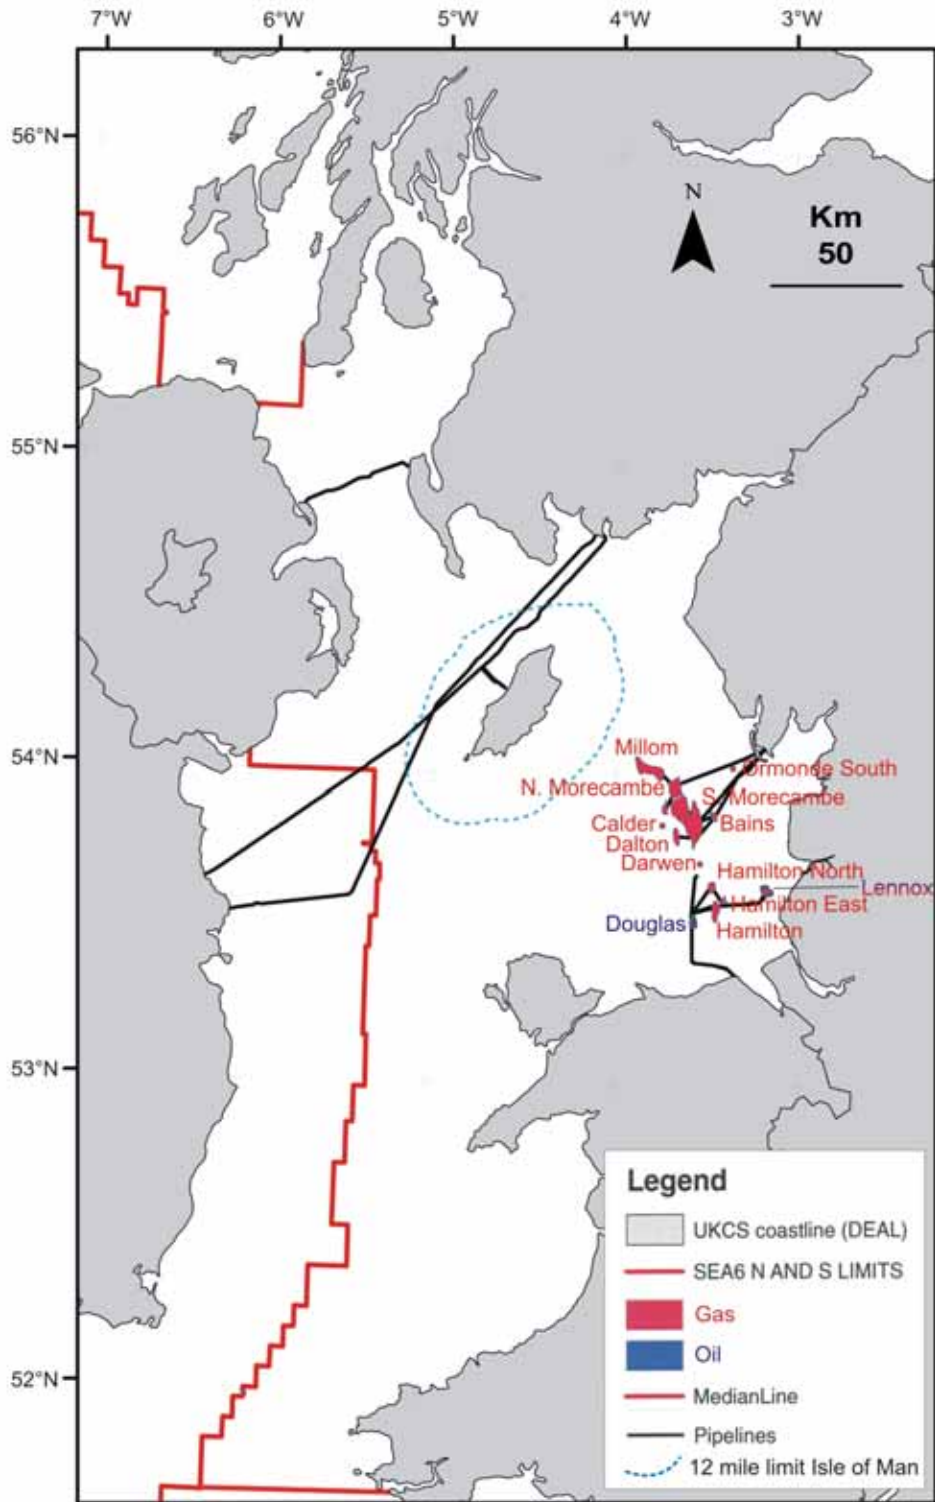 7°W 6°W 5°W 4°W 3°W
56°N
N
Km
50
55°N
54°N
Millom
Ormonde South
N. Morecambe
S. Morecambe
Calder
Bains
Dalton
Darwen
Hamilton North
Lennox
Hamilton East
Douglas
Hamilton
53°N
52°N
Legend
UKCS coastline (DEAL)
SEA6 N AND S LIMITS
Gas
Oil
MedianLine
Pipelines
12 mile limit Isle of Man